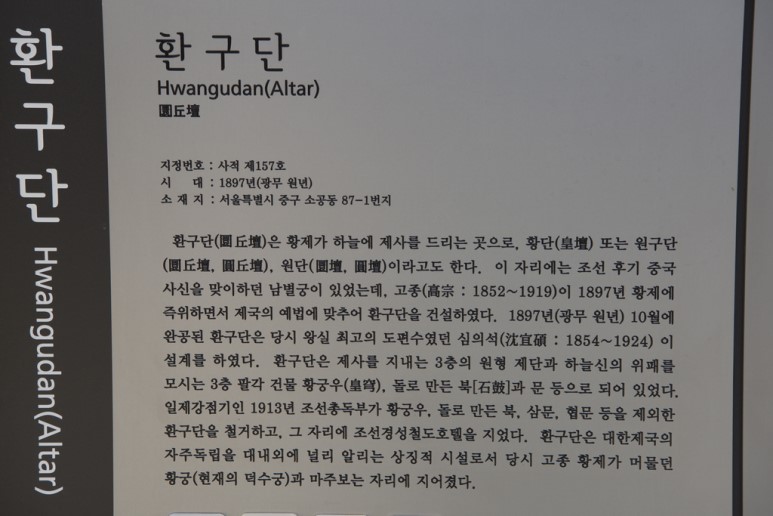 환구단 Hwangudan(Altar)
환구단
Hwangudan(Altar)
圜丘壇
지정번호 : 사적 제157호
시 대 : 1897년(광무 원년)
소 재 지 : 서울특별시 중구 소공동 87-1번지
환구단(圜丘壇)은 황제가 하늘에 제사를 드리는 곳으로, 황단(皇壇) 또는 원구단
(圜丘壇, 圓丘壇), 원단(圜壇, 圓壇)이라고도 한다. 이 자리에는 조선 후기 중국
사신을 맞이하던 남별궁이 있었는데, 고종(高宗 : 1852~1919)이 1897년 황제에
즉위하면서 제국의 예법에 맞추어 환구단을 건설하였다. 1897년(광무 원년) 10월에
완공된 환구단은 당시 왕실 최고의 도편수였던 심의석(沈宜碩 : 1854~1924) 이
설계를 하였다. 환구단은 제사를 지내는 3층의 원형 제단과 하늘신의 위패를
모시는 3층 팔각 건물 황궁우(皇穹), 돌로 만든 북[石鼓]과 문 등으로 되어 있었다.
일제강점기인 1913년 조선총독부가 황궁우, 돌로 만든 북, 삼문, 협문 등을 제외한
환구단을 철거하고, 그 자리에 조선경성철도호텔을 지었다. 환구단은 대한제국의
자주독립을 대내외에 널리 알리는 상징적 시설로서 당시 고종 황제가 머물던
황궁(현재의 덕수궁)과 마주보는 자리에 지어졌다.